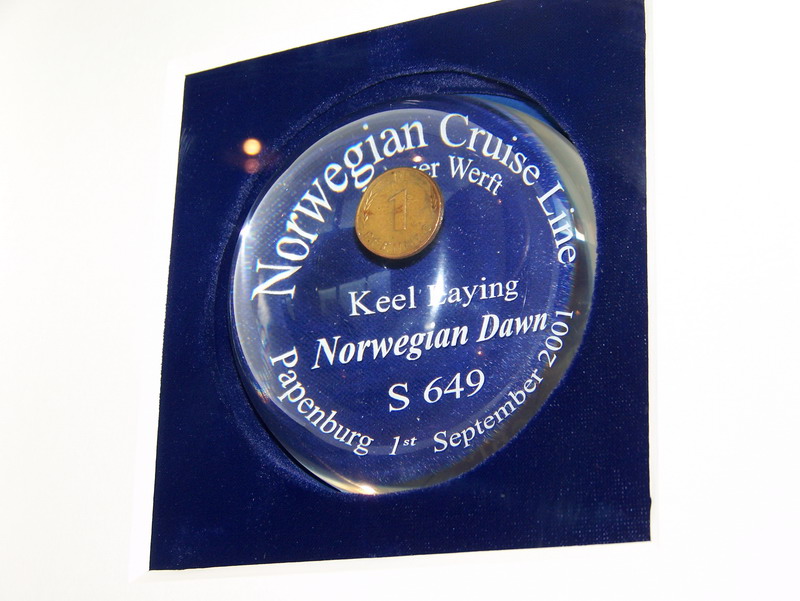 Norwegian Cruise Line
Werft
1
Keel Laying
Norwegian Dawn
S 649
Papenburg 1st September 2001